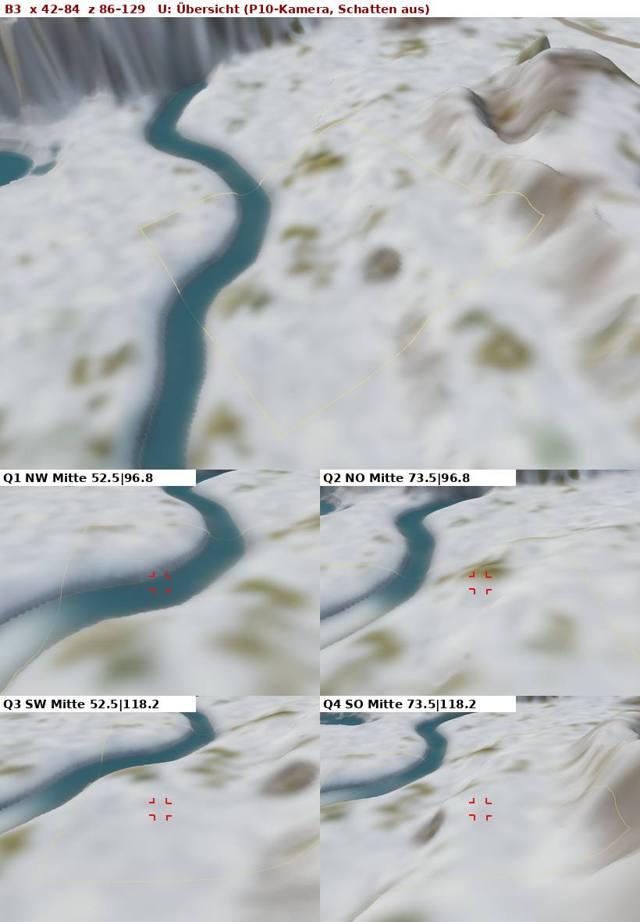 B3 x 42–84 z 86–129 U: Übersicht (P10-Kamera, Schatten aus)
Q1 NW Mitte 52.5|96.8
Q2 NO Mitte 73.5|96.8
Q3 SW Mitte 52.5|118.2
Q4 SO Mitte 73.5|118.2